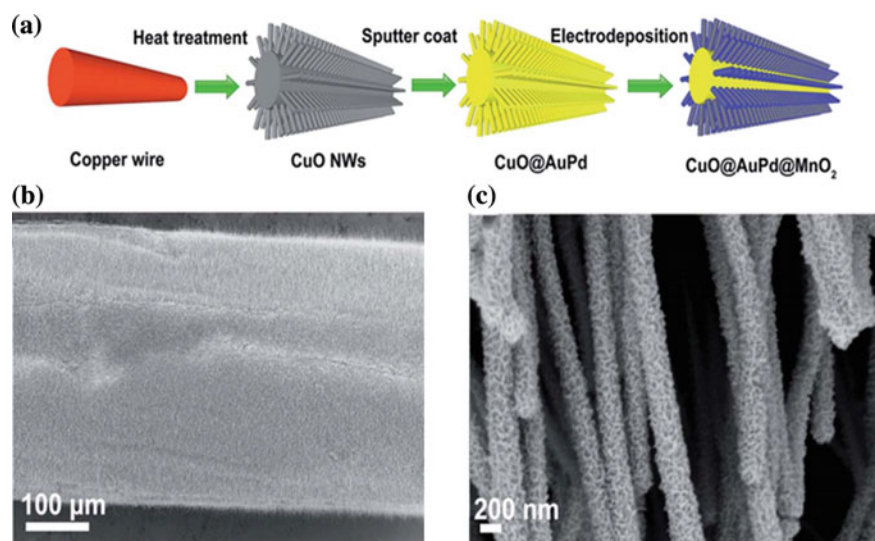 (a)
Heat treatment
Sputter coat
Electrodeposition
Copper wire
CuO NWs
CuO@AuPd
CuO@AuPd@MnO₂
(b)
100 μm
(c)
200 nm